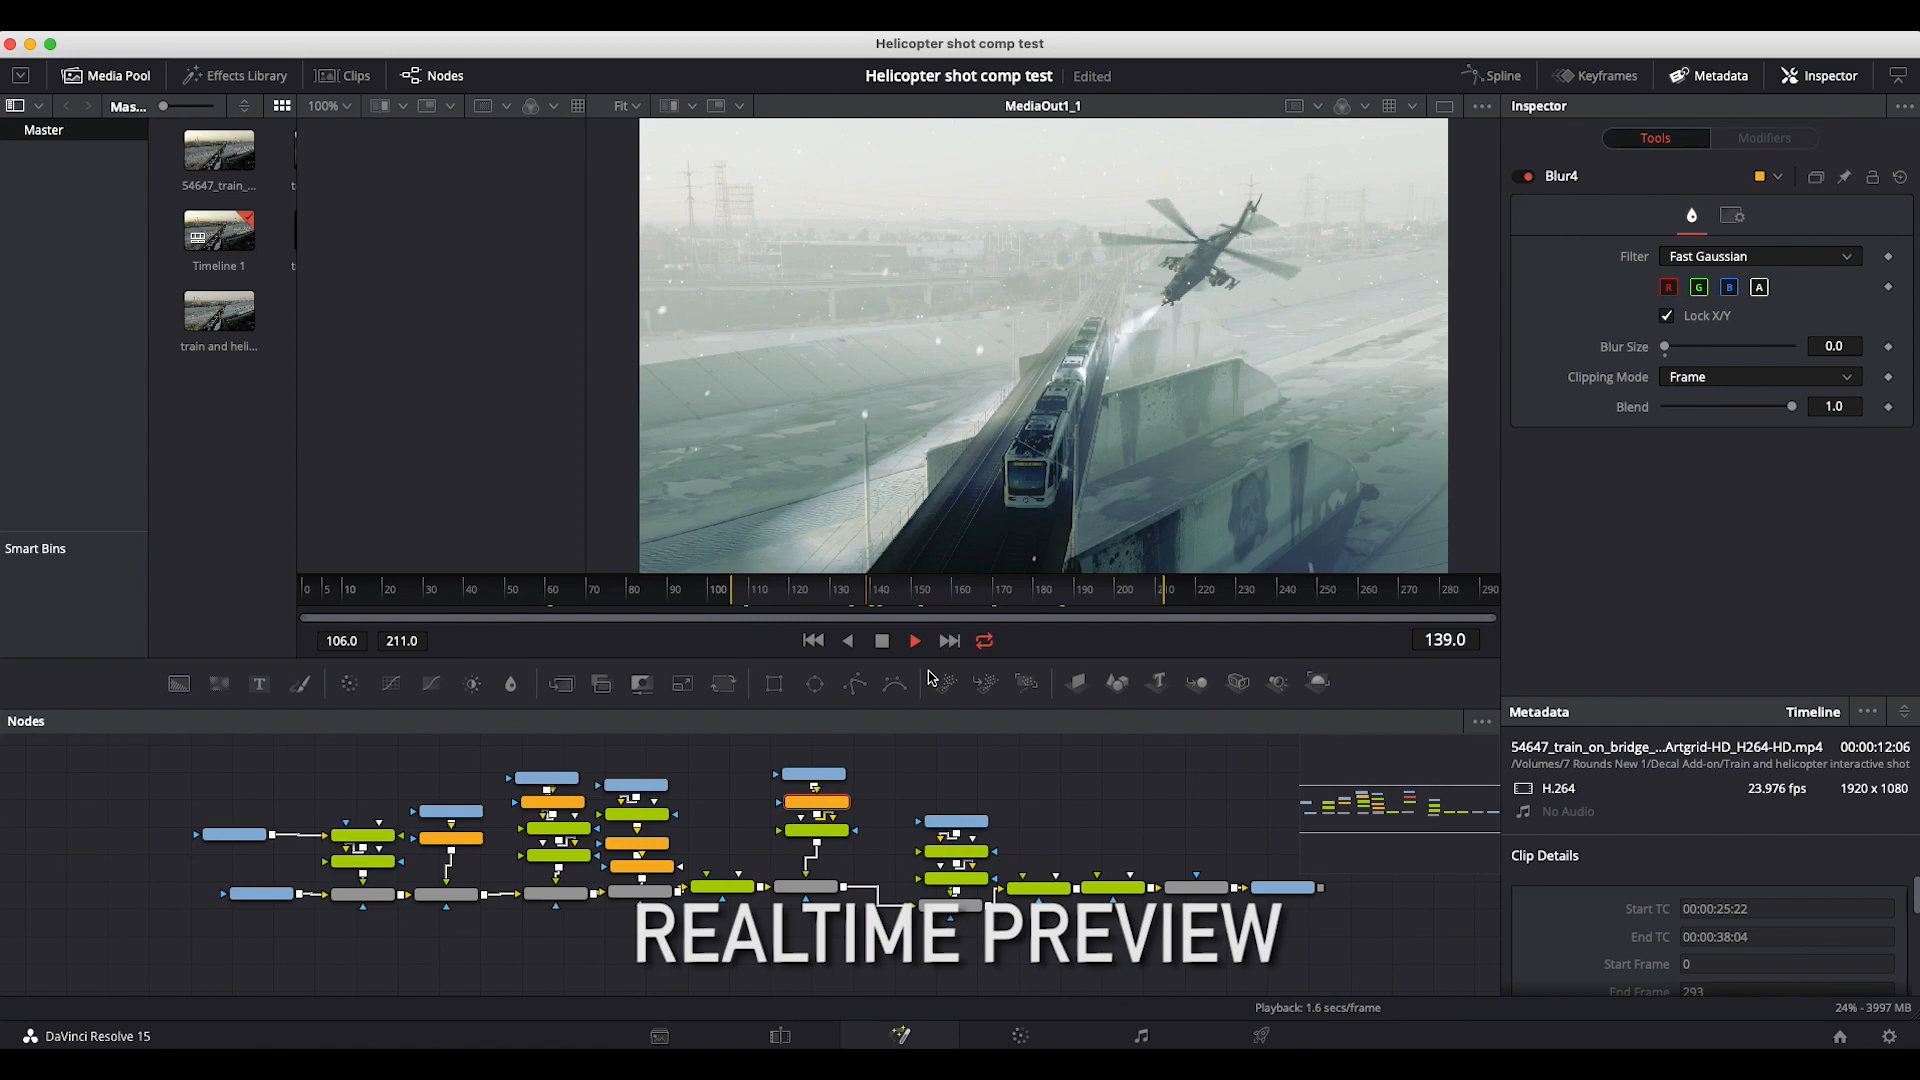 Helicopter shot comp test
Media Pool
Effects Library
Clips
Nodes
Helicopter shot comp test
Edited
Spline
Keyframes
Metadata
Inspector
Mas...
100%
Fit
MediaOut1_1
Inspector
Master
54647_train_...
Timeline 1
train and heli...
Smart Bins
Tools
Modifiers
Blur4
Filter
Fast Gaussian
R G B A
Lock X/Y
Blur Size
0.0
Clipping Mode
Frame
Blend
1.0
0 5 10 20 30 40 50 60 70 80 90 100 110 120 130 140 150 160 170 180 190 200 210 220 230 240 250 260 270 280 290
106.0
211.0
139.0
Nodes
REALTIME PREVIEW
Metadata
Timeline
54647_train_on_bridge_...Artgrid-HD_H264-HD.mp4
00:00:12:06
/Volumes/7 Rounds New 1/Decal Add-on/Train and helicopter interactive shot
H.264
23.976 fps
1920 x 1080
No Audio
Clip Details
Start TC
00:00:25:22
End TC
00:00:38:04
Start Frame
0
End Frame
293
Playback: 1.6 secs/frame
24% - 3997 MB
DaVinci Resolve 15